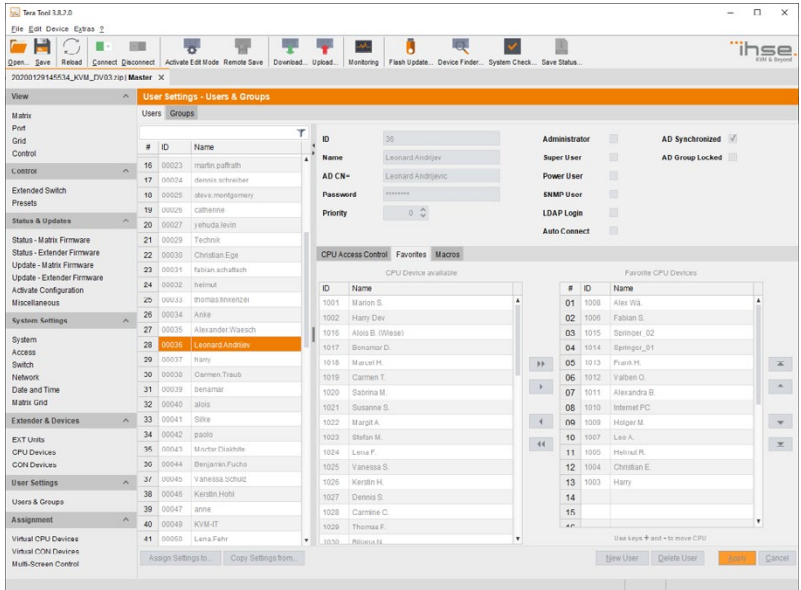 Tera Tool 3.8.2.0
File Edit Device Extras ?
Open... Save Reload Connect Disconnect Activate Edit Mode Remote Save Download... Upload... Monitoring Flash Update... Device Finder... System Check... Save Status...
ihse
KVM & Beyond
20200129145534_KVM_DV03.zip | Master
View
Matrix
Port
Grid
Control
Control
Extended Switch
Presets
Status & Updates
Status - Matrix Firmware
Status - Extender Firmware
Update - Matrix Firmware
Update - Extender Firmware
Activate Configuration
Miscellaneous
System Settings
System
Access
Switch
Network
Date and Time
Matrix Grid
Extender & Devices
EXT Units
CPU Devices
CON Devices
User Settings
Users & Groups
Assignment
Virtual CPU Devices
Virtual CON Devices
Multi-Screen Control
User Settings - Users & Groups
Users Groups
# ID Name
16 00023 martin.paffrath
17 00024 dennis.schreiber
18 00025 steve.montgomery
19 00026 catherine
20 00027 yehuda.levin
21 00029 Technik
22 00030 Christian.Ege
23 00031 fabian.schattach
24 00032 helmut
25 00033 thomas.finkenzel
26 00034 Anke
27 00035 Alexander.Waesch
28 00036 Leonard.Andrijev
29 00037 harry
30 00038 Carmen.Traub
31 00039 benamar
32 00040 alois
33 00041 Silke
34 00042 paolo
35 00043 Moctar.Diakhite
36 00044 Benjamin.Fuchs
37 00045 Vanessa.Schulz
38 00046 Kerstin.Hohl
39 00047 anne
40 00049 KVM-IT
41 00050 Lena.Fehr
Assign Settings to... Copy Settings from...
ID 36
Name Leonard Andrijev
AD CN= Leonard Andrijevic
Password ********
Priority 0
Administrator
Super User
Power User
SNMP User
LDAP Login
Auto Connect
AD Synchronized
AD Group Locked
CPU Access Control Favorites Macros
CPU Device available
ID Name
1001 Marion S.
1002 Harry Dev
1016 Alois B. (Wiese)
1017 Benamar D.
1018 Marcel H.
1019 Carmen T.
1020 Sabrina M.
1021 Susanne S.
1022 Margit A.
1023 Stefan M.
1024 Lena F.
1025 Vanessa S.
1026 Kerstin H.
1027 Dennis S.
1028 Carmine C.
1029 Thomas F.
1030
Favorite CPU Devices
# ID Name
01 1008 Alex Wa.
02 1006 Fabian S.
03 1015 Springer_02
04 1014 Springer_01
05 1013 Frank H.
06 1012 Valben O.
07 1011 Alexandra B.
08 1010 Internet PC
09 1009 Holger M.
10 1007 Leo A.
11 1005 Helmut R.
12 1004 Christian E.
13 1003 Harry
14
15
Use keys + and - to move CPU
New User Delete User Apply Cancel